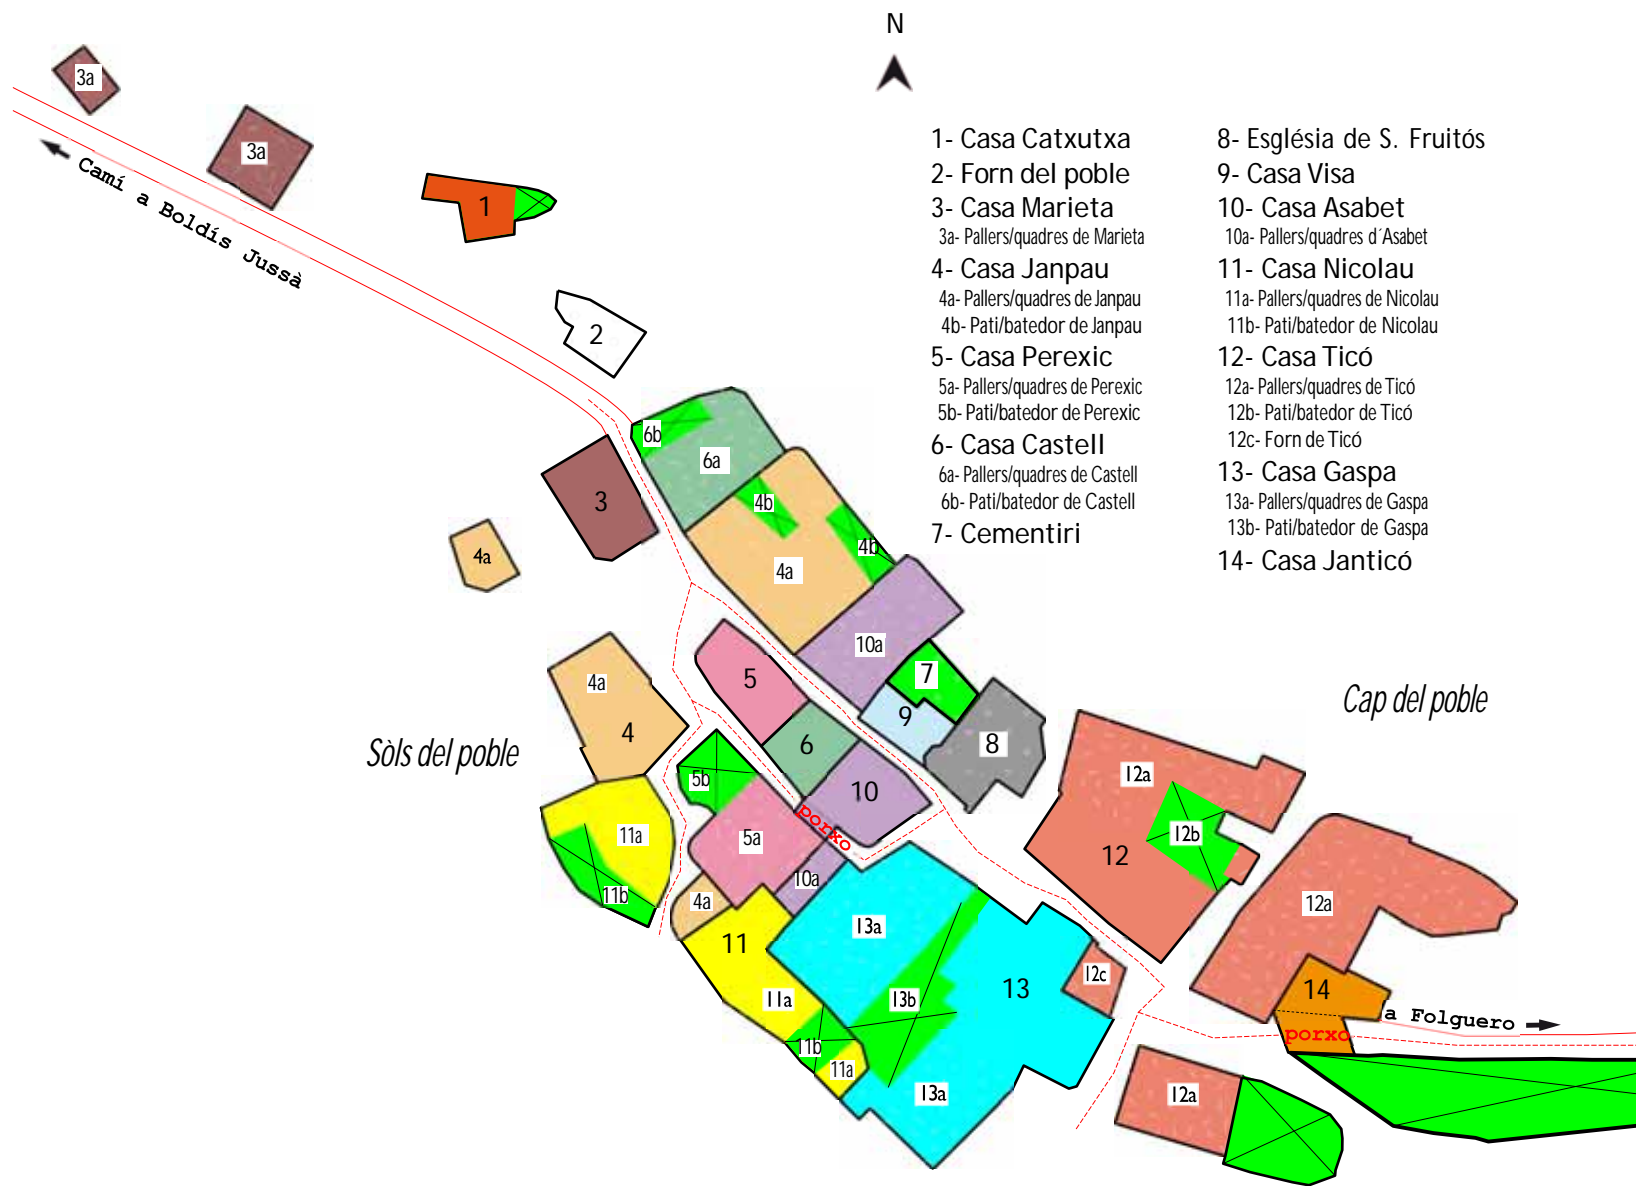 N
1- Casa Catxutxa
2- Forn del poble
3- Casa Marieta
3a- Pallers/quadres de Marieta
4- Casa Janpau
4a- Pallers/quadres de Janpau
4b- Pati/batedor de Janpau
5- Casa Perexic
5a- Pallers/quadres de Perexic
5b- Pati/batedor de Perexic
6- Casa Castell
6a- Pallers/quadres de Castell
6b- Pati/batedor de Castell
7- Cementiri
8- Església de S. Fruitós
9- Casa Visa
10- Casa Asabet
10a- Pallers/quadres d´Asabet
11- Casa Nicolau
11a- Pallers/quadres de Nicolau
11b- Pati/batedor de Nicolau
12- Casa Ticó
12a- Pallers/quadres de Ticó
12b- Pati/batedor de Ticó
12c- Forn de Ticó
13- Casa Gaspa
13a- Pallers/quadres de Gaspa
13b- Pati/batedor de Gaspa
14- Casa Janticó
3a
3a
Camí a Boldís Jussà
1
2
6b
6a
3
4b
4b
4a
4a
10a
7
5
4a
4
9
8
6
Sòls del poble
Cap del poble
5b
10
porxo
12a
12b
12
11a
5a
11b
10a
4a
12a
13a
11
12c
13
14
13b
11a
a Folguero
porxo
11b
11a
13a
12a